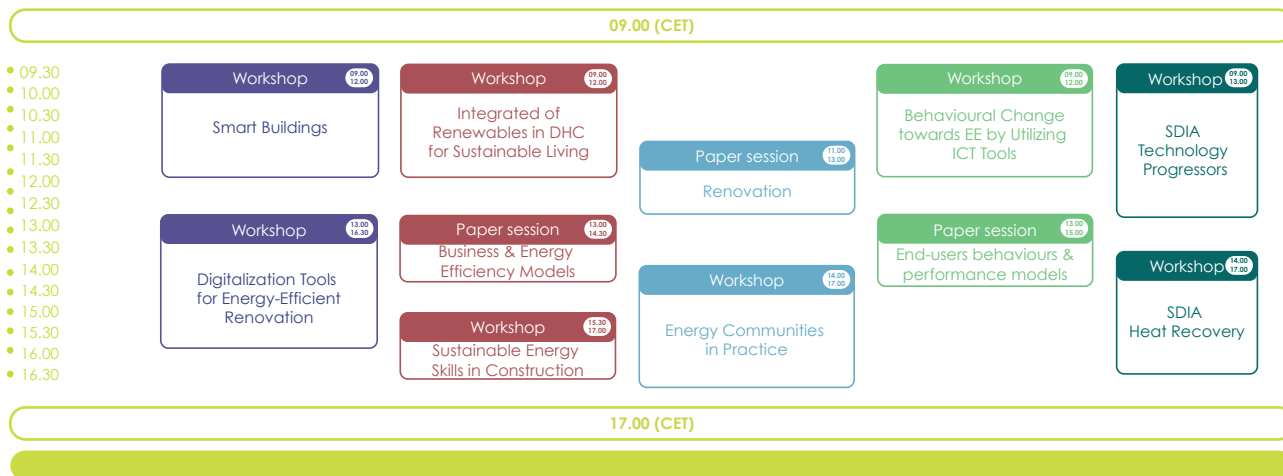 09.00 (CET)
09.30
10.00
10.30
11.00
11.30
12.00
12.30
13.00
13.30
14.00
14.30
15.00
15.30
16.00
16.30
Workshop
09.00
12.00
Smart Buildings
Workshop
13.00
16.30
Digitalization Tools
for Energy-Efficient
Renovation
Workshop
09.00
12.00
Integrated of
Renewables in DHC
for Sustainable Living
Paper session
13.00
14.30
Business & Energy
Efficiency Models
Workshop
15.30
17.00
Sustainable Energy
Skills in Construction
Paper session
11.00
13.00
Renovation
Workshop
14.00
17.00
Energy Communities
in Practice
Workshop
09.00
12.00
Behavioural Change
towards EE by Utilizing
ICT Tools
Paper session
13.00
15.00
End-users behaviours &
performance models
Workshop
09.00
13.00
SDIA
Technology
Progressors
Workshop
14.00
17.00
SDIA
Heat Recovery
17.00 (CET)